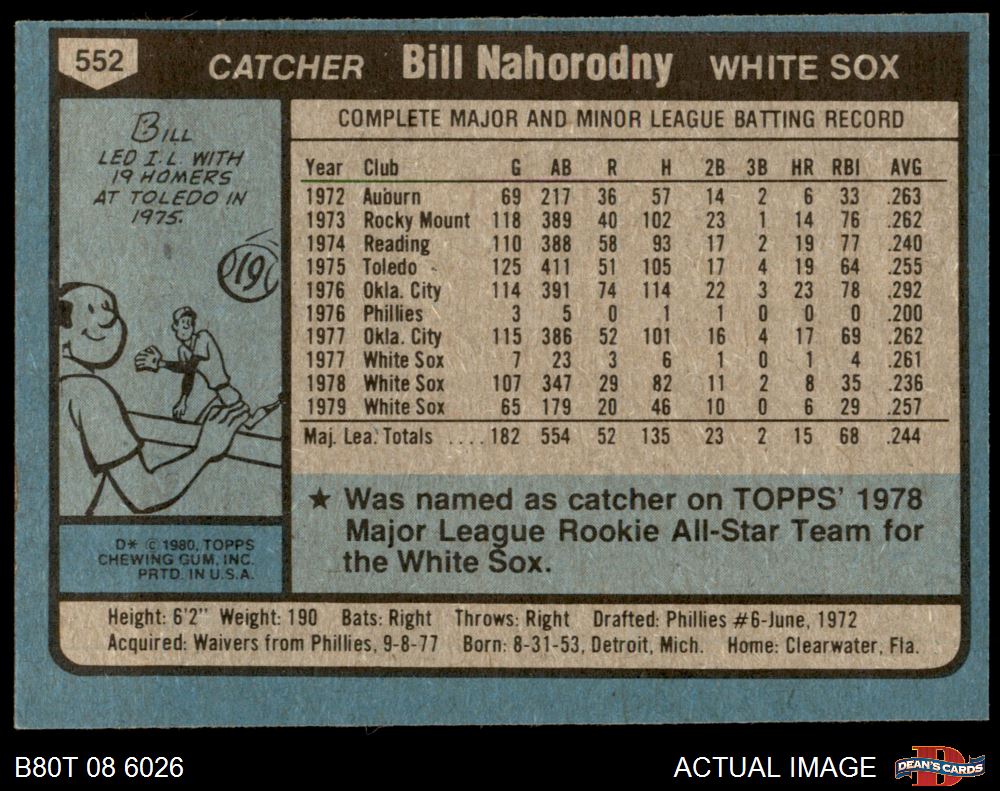 552 CATCHER Bill Nahorodny WHITE SOX
BILL
LED I.L. WITH
19 HOMERS
AT TOLEDO IN
1975.
19
COMPLETE MAJOR AND MINOR LEAGUE BATTING RECORD
Year Club G AB R H 2B 3B HR RBI AVG
1972 Auburn 69 217 36 57 14 2 6 33 .263
1973 Rocky Mount 118 389 40 102 23 1 14 76 .262
1974 Reading 110 388 58 93 17 2 19 77 .240
1975 Toledo 125 411 51 105 17 4 19 64 .255
1976 Okla. City 114 391 74 114 22 3 23 78 .292
1976 Phillies 3 5 0 1 1 0 0 0 .200
1977 Okla. City 115 386 52 101 16 4 17 69 .262
1977 White Sox 7 23 3 6 1 0 1 4 .261
1978 White Sox 107 347 29 82 11 2 8 35 .236
1979 White Sox 65 179 20 46 10 0 6 29 .257
Maj. Lea. Totals .... 182 554 52 135 23 2 15 68 .244
★ Was named as catcher on TOPPS' 1978
Major League Rookie All-Star Team for
the White Sox.
D* © 1980, TOPPS
CHEWING GUM, INC.
PRTD. IN U.S.A.
Height: 6'2" Weight: 190 Bats: Right Throws: Right Drafted: Phillies #6-June, 1972
Acquired: Waivers from Phillies, 9-8-77 Born: 8-31-53, Detroit, Mich. Home: Clearwater, Fla.
B80T 08 6026
ACTUAL IMAGE
DEAN'S CARDS